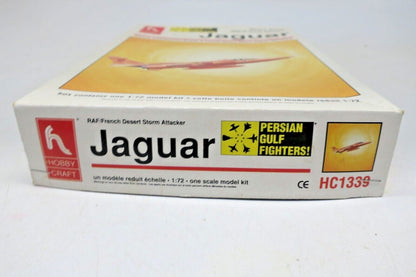 Jaguar
Box contains one 1:72 model kit • cette boîte contient un modèle réduit 1:72
h
HOBBY
CRAFT
RAF/French Desert Storm Attacker
Jaguar
PERSIAN
GULF
FIGHTERS!
un modèle reduit échelle • 1:72 • one scale model kit
CE
HC1339